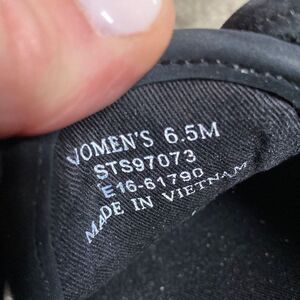 WOMEN'S 6.5M
STS97073
E16-61790
MADE IN VIETNAM